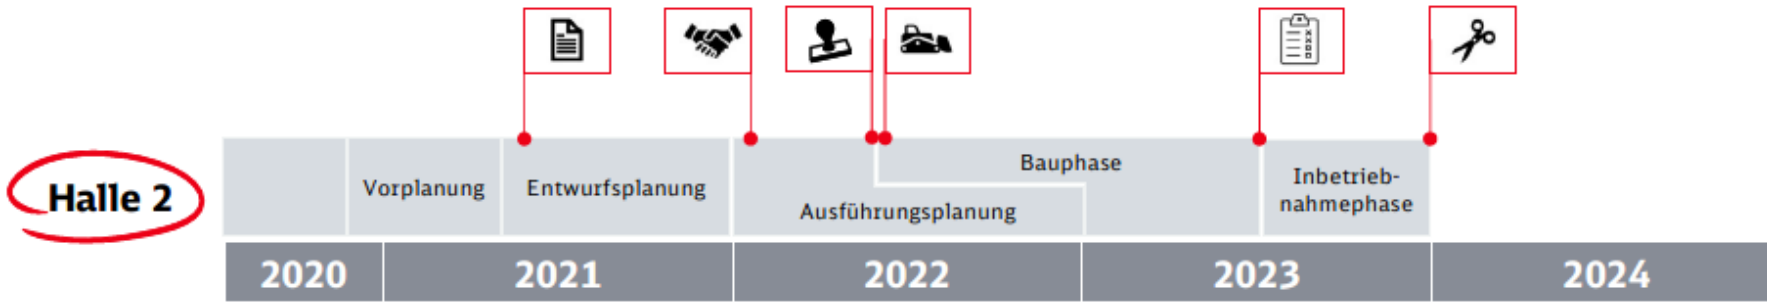 Halle 2
Vorplanung
Entwurfsplanung
Ausführungsplanung
Bauphase
Inbetrieb-
nahmephase
2020
2021
2022
2023
2024